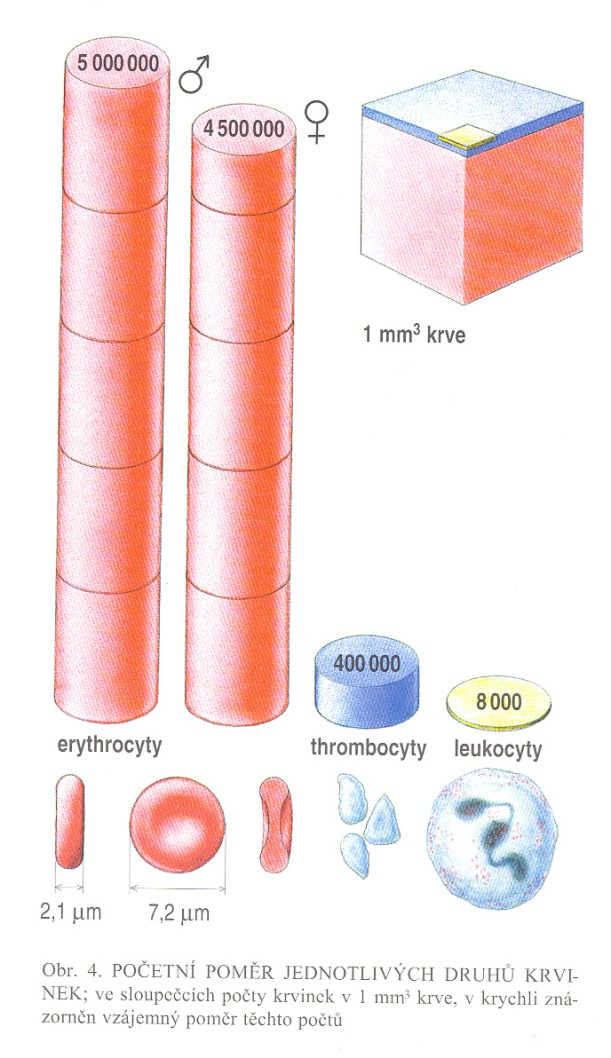 5 000 000 ♂
4 500 000 ♀
1 mm³ krve
400 000
8 000
erythrocyty
thrombocyty
leukocyty
2,1 µm
7,2 µm
Obr. 4. POČETNÍ POMĚR JEDNOTLIVÝCH DRUHŮ KRVI-
NEK; ve sloupečcích počty krvinek v 1 mm³ krve, v krychli zná-
zorněn vzájemný poměr těchto počtů